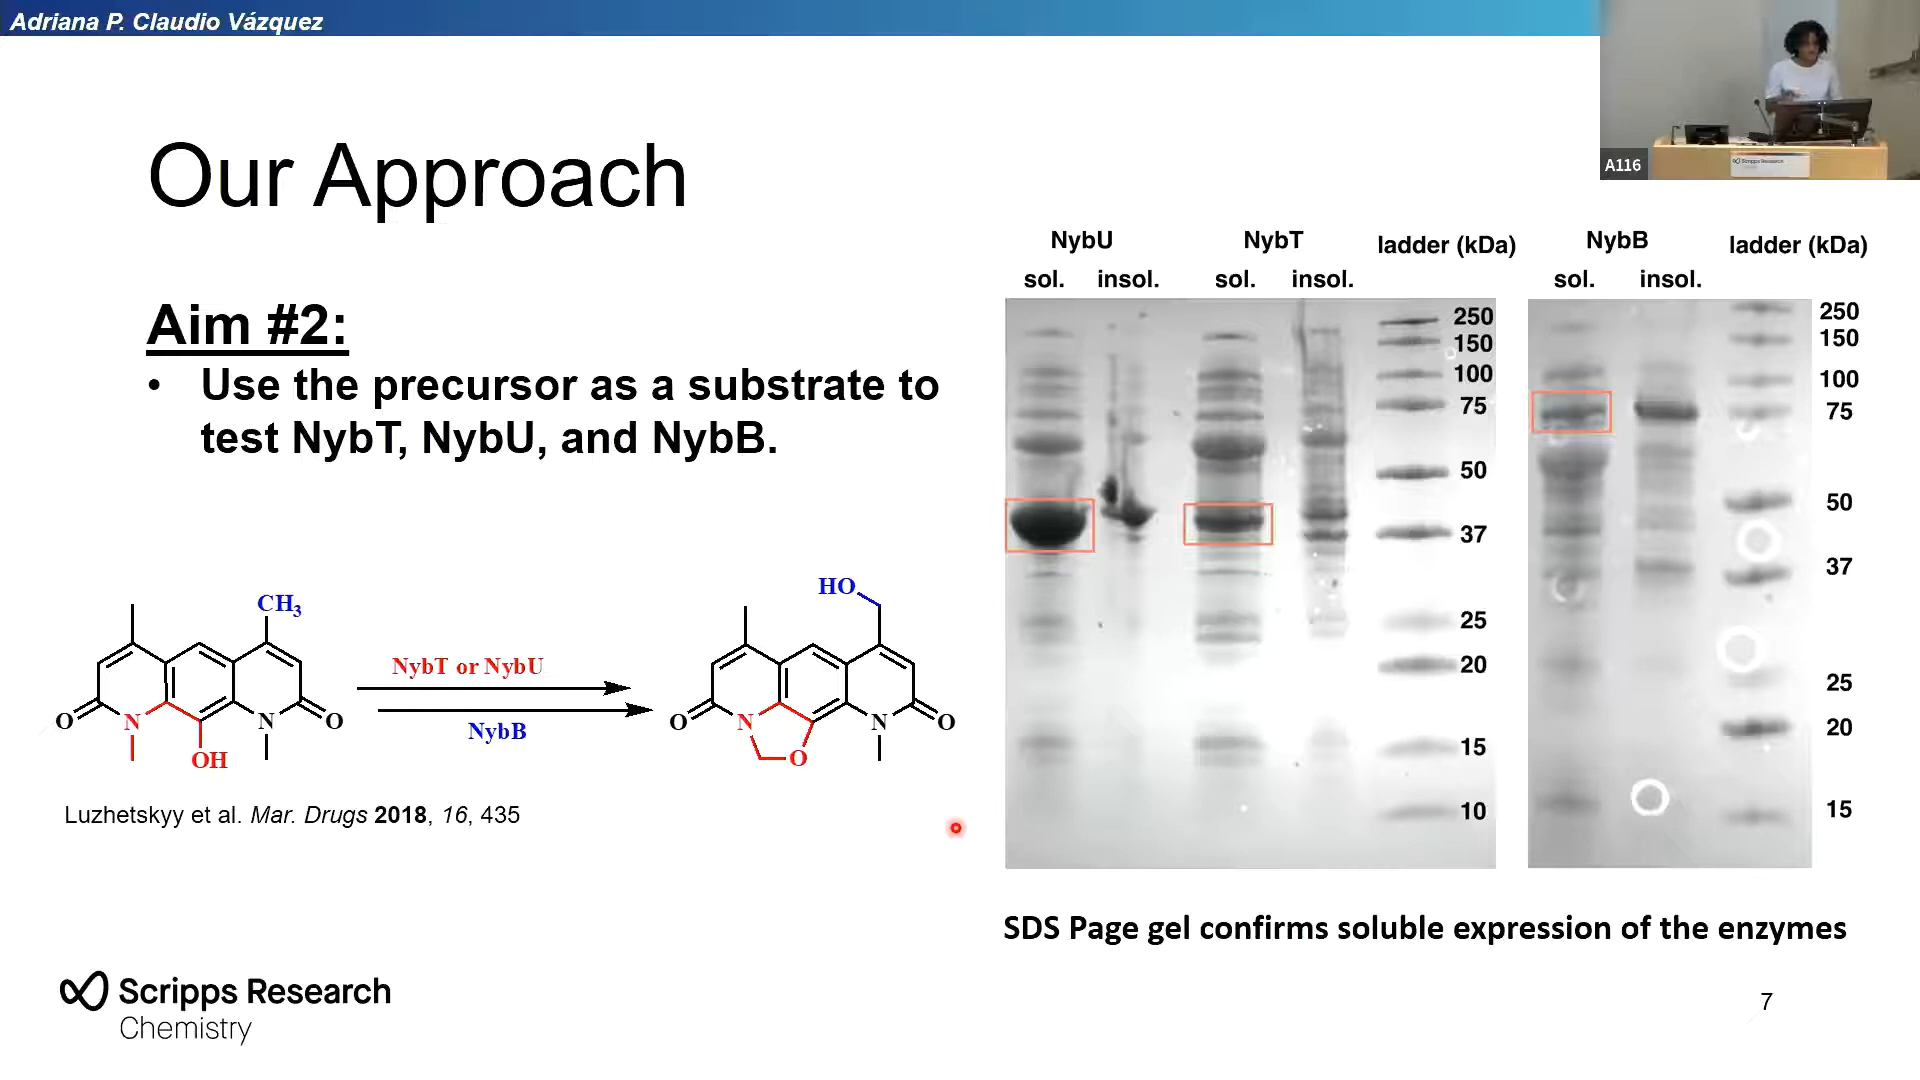 Adriana P. Claudio Vázquez
A116
Scripps Research
Our Approach
Aim #2:
• Use the precursor as a substrate to
test NybT, NybU, and NybB.
CH3
O
N
OH
N
O
NybT or NybU
NybB
HO
O
N
O
N
O
Luzhetskyy et al. Mar. Drugs 2018, 16, 435
NybU NybT ladder (kDa)
sol. insol. sol. insol.
250
150
100
75
50
37
25
20
15
10
NybB ladder (kDa)
sol. insol.
250
150
100
75
50
37
25
20
15
SDS Page gel confirms soluble expression of the enzymes
Scripps Research
Chemistry
7